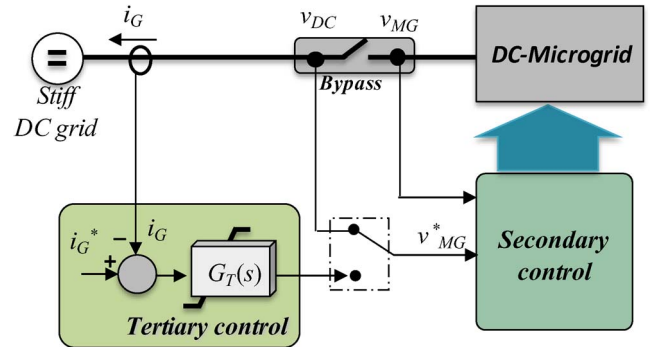 i_G
v_DC
v_MG
=
DC-Microgrid
Bypass
Stiff
DC grid
i_G*
−
i_G
+
G_T(s)
v*_MG
Secondary
control
Tertiary control